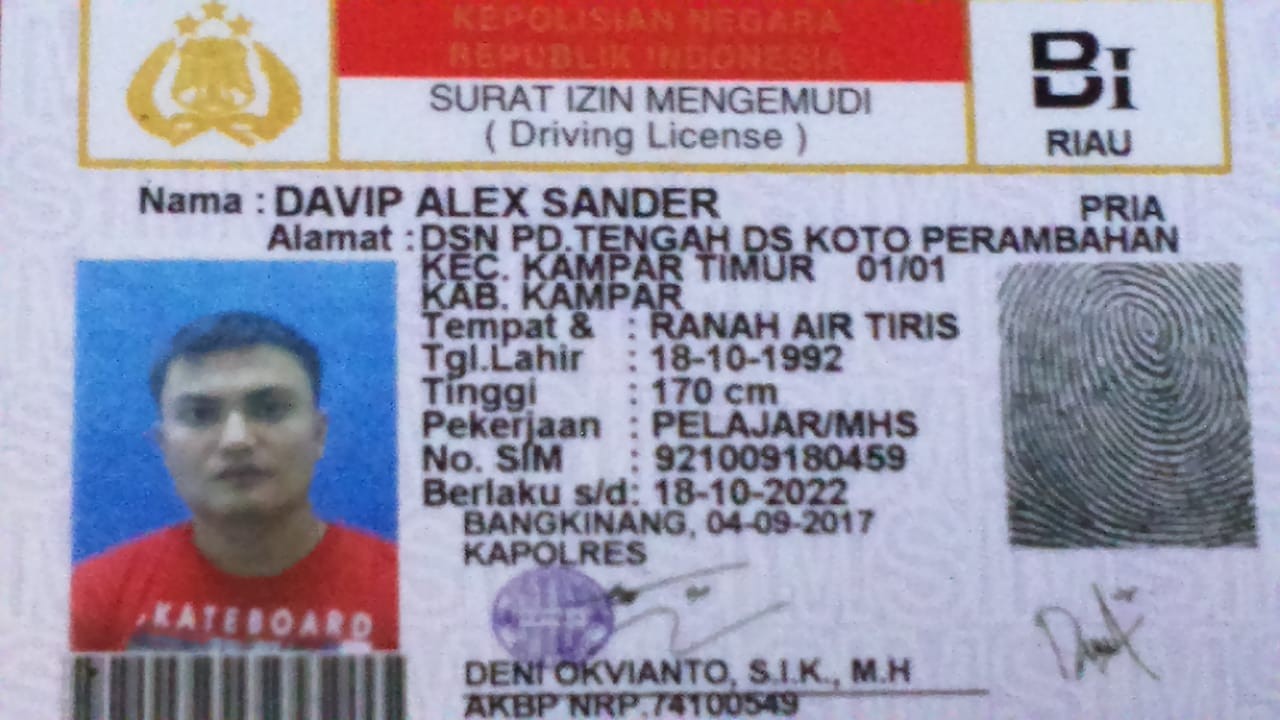 KEPOLISIAN NEGARA
REPUBLIK INDONESIA
SURAT IZIN MENGEMUDI
( Driving License )
BI
RIAU
Nama : DAVIP ALEX SANDER PRIA
Alamat : DSN PD.TENGAH DS KOTO PERAMBAHAN
KEC. KAMPAR TIMUR 01/01
KAB. KAMPAR
Tempat & : RANAH AIR TIRIS
Tgl.Lahir : 18-10-1992
Tinggi : 170 cm
Pekerjaan : PELAJAR/MHS
No. SIM : 921009180459
Berlaku s/d: 18-10-2022
BANGKINANG, 04-09-2017
KAPOLRES
KATEBOARD
DENI OKVIANTO, S.I.K., M.H
AKBP NRP.74100549